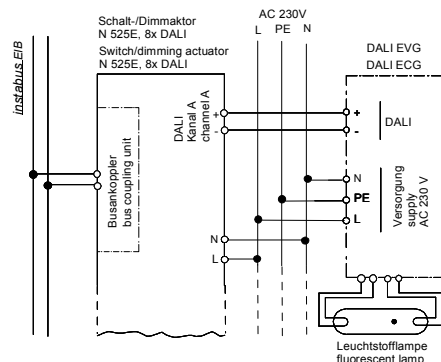 instabus EIB
Schalt-/Dimmaktor
N 525E, 8x DALI
Switch/dimming actuator
N 525E, 8x DALI
AC 230V
L PE N
DALI EVG
DALI ECG
Busankoppler
bus coupling unit
DALI
Kanal A
channel A
+
-
N
L
+
-
DALI
N
PE
L
Versorgung
supply
AC 230 V
Leuchtstofflampe
fluorescent lamp